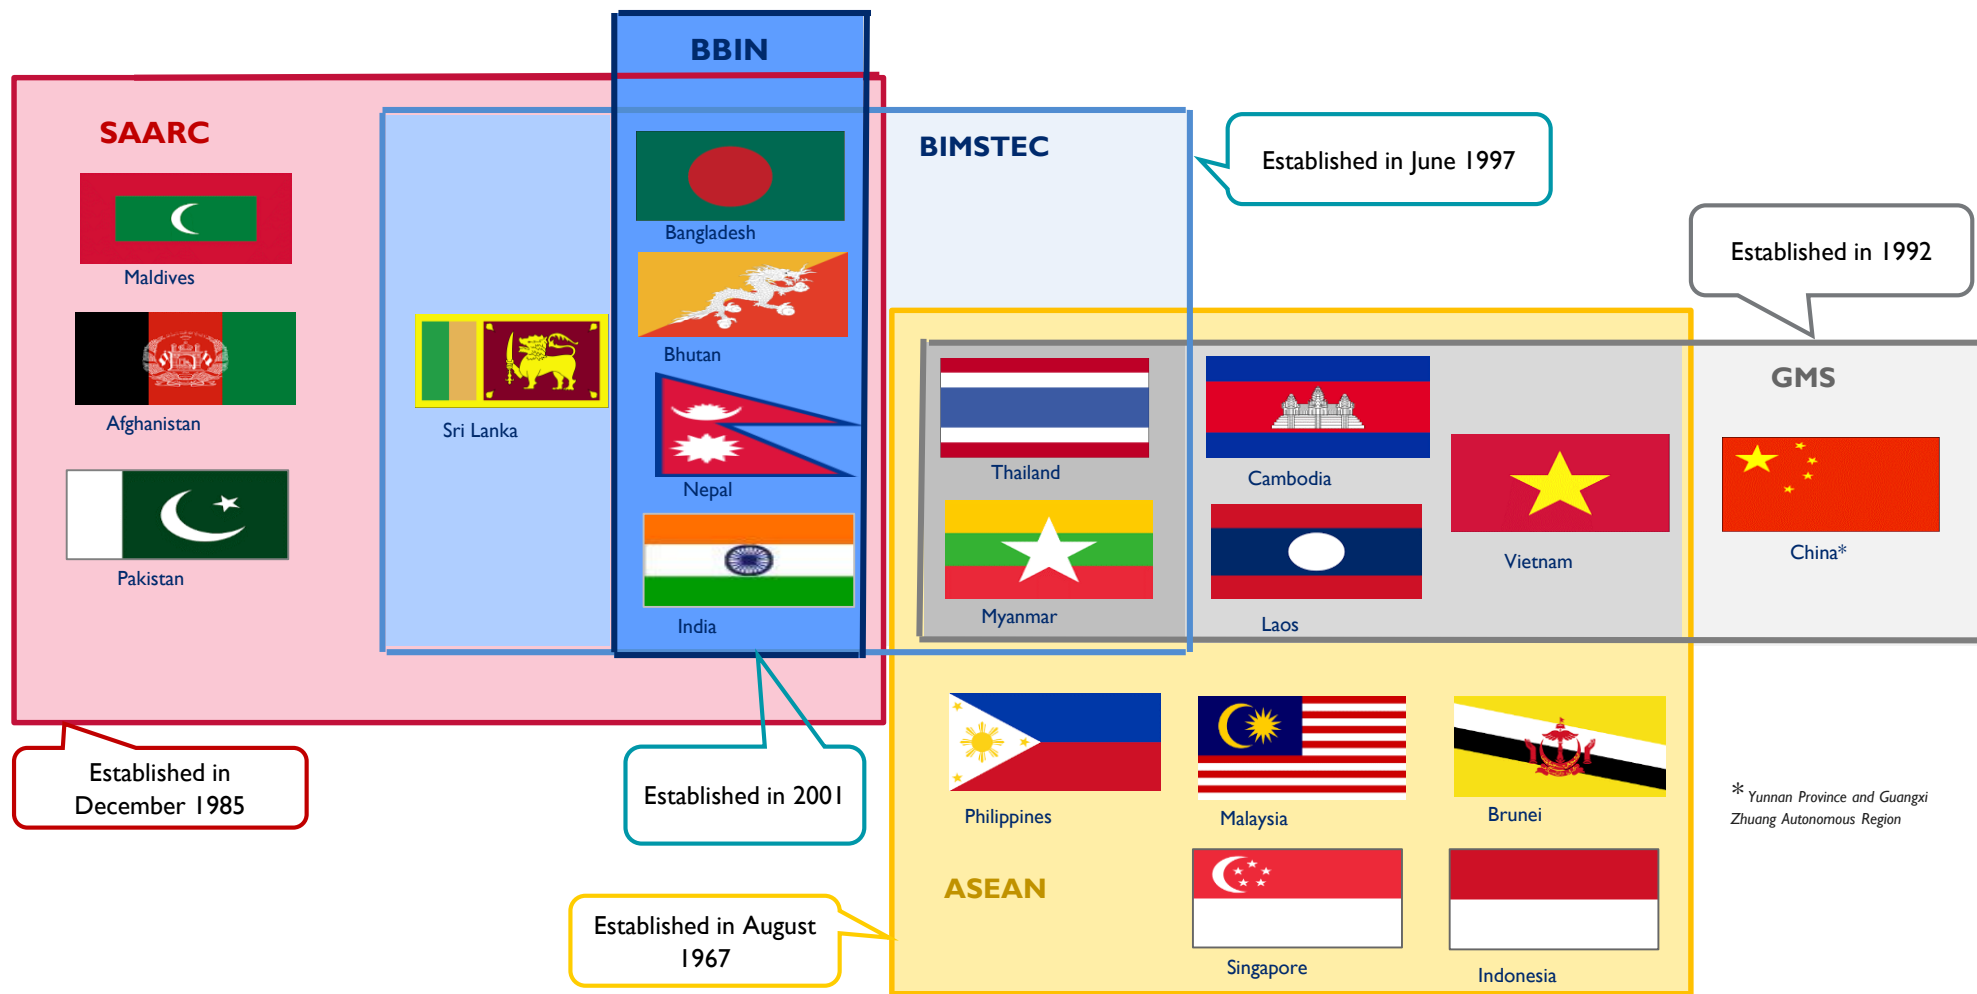 BBIN
SAARC
BIMSTEC
Established in June 1997
Maldives
Bangladesh
Established in 1992
Afghanistan
Sri Lanka
Bhutan
GMS
Pakistan
Nepal
Thailand
Cambodia
Vietnam
China*
India
Myanmar
Laos
Established in
December 1985
Established in 2001
Philippines
Malaysia
Brunei
* Yunnan Province and Guangxi
Zhuang Autonomous Region
ASEAN
Established in August
1967
Singapore
Indonesia